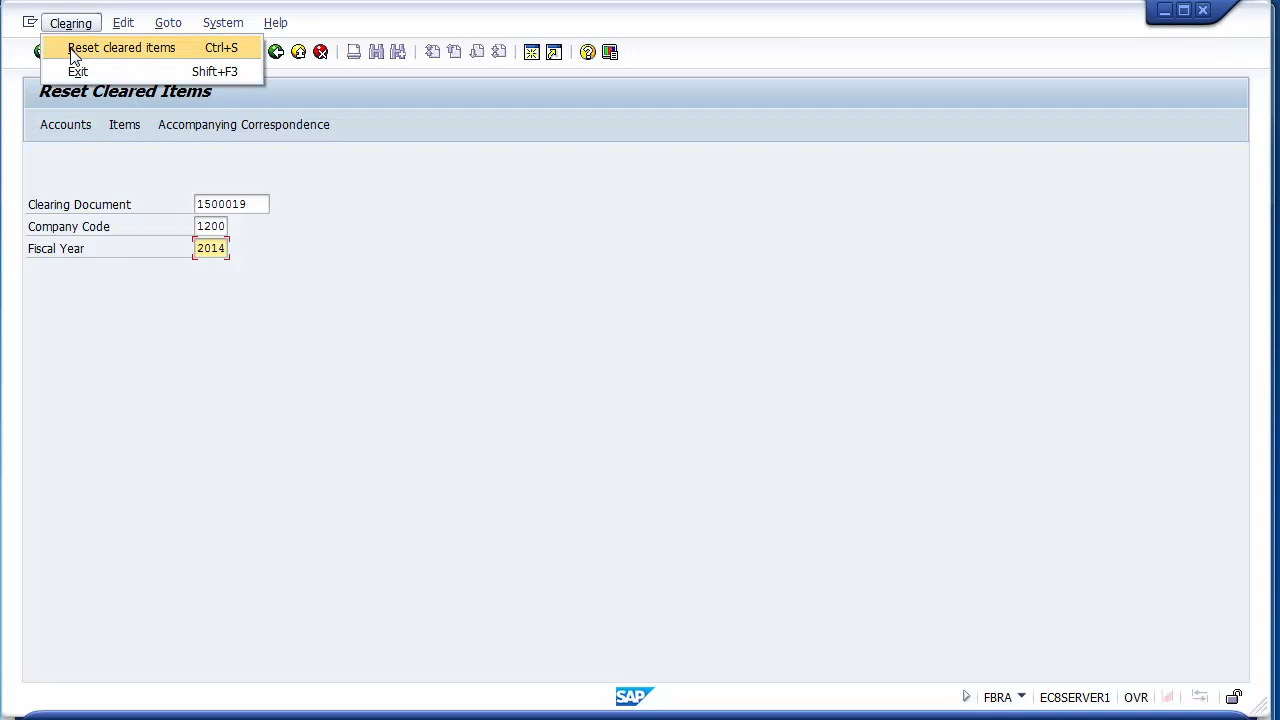 Clearing Edit Goto System Help
Reset cleared items Ctrl+S
Exit Shift+F3
Reset Cleared Items
Accounts Items Accompanying Correspondence
Clearing Document 1500019
Company Code 1200
Fiscal Year 2014
SAP FBRA EC8SERVER1 OVR